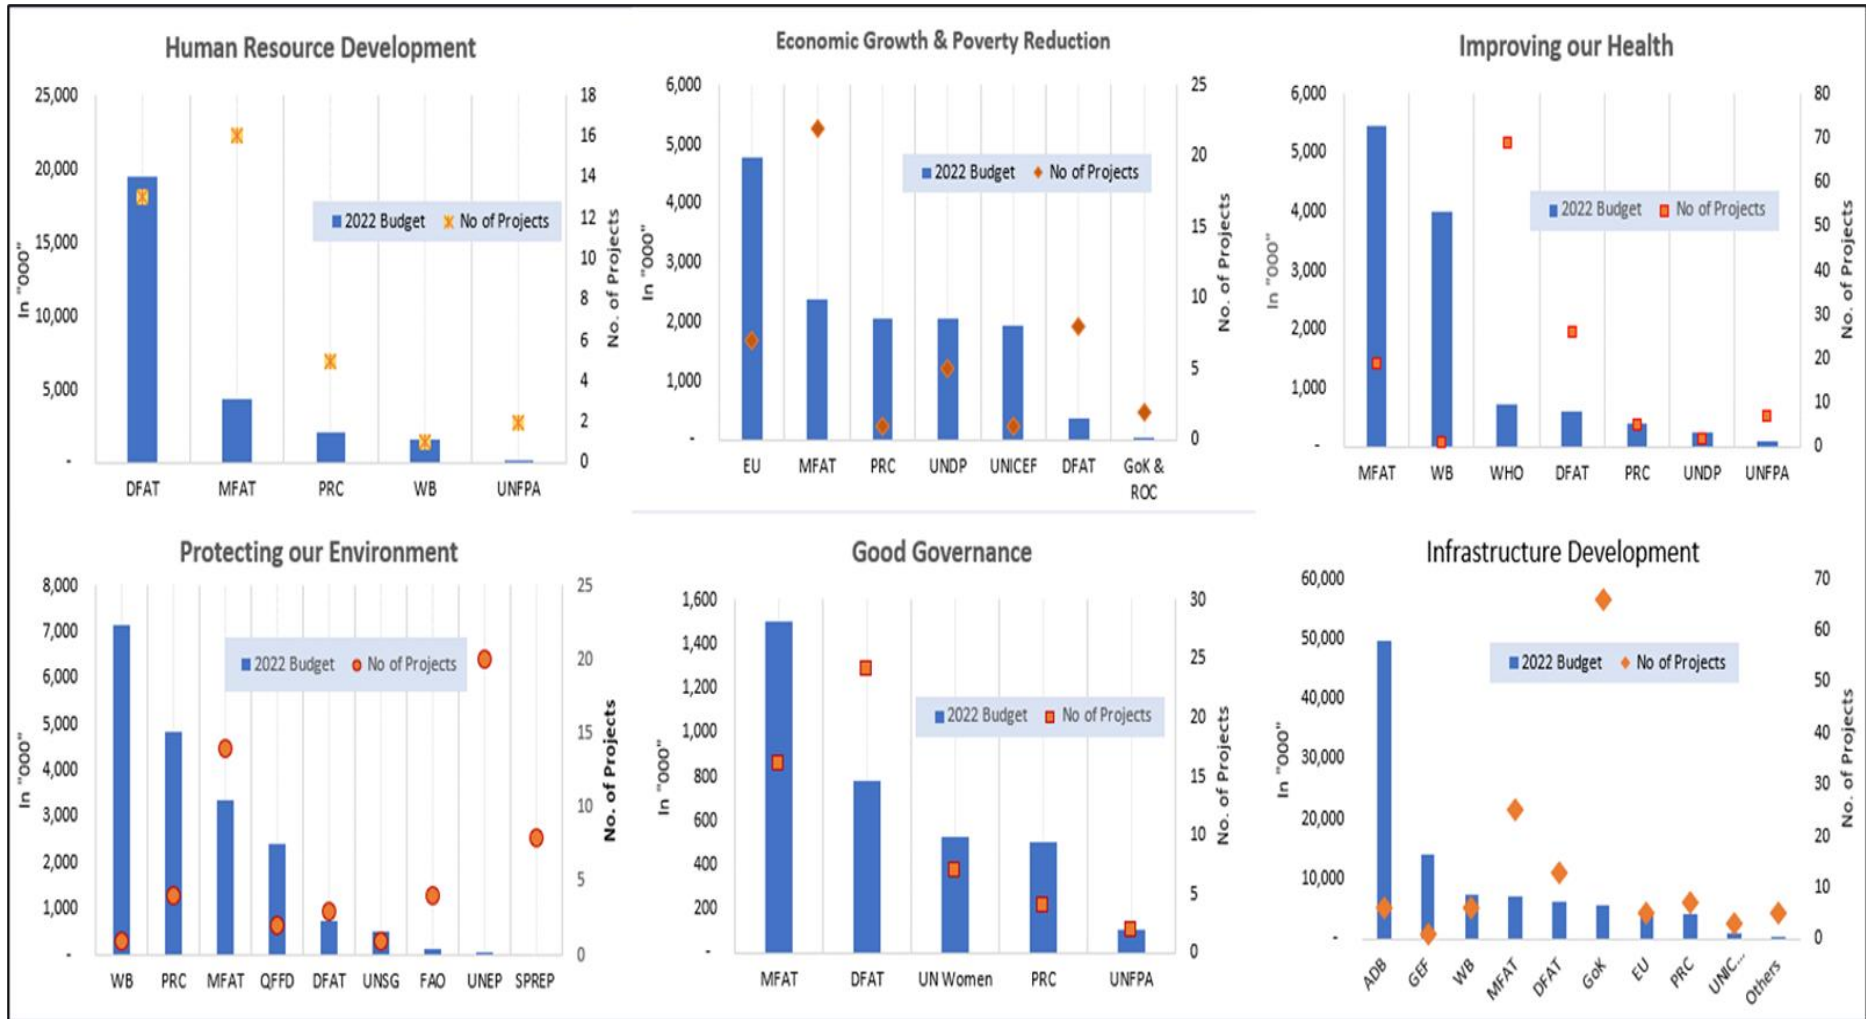 Human Resource Development
25,000
20,000
15,000
10,000
5,000
-
In "000"
18
16
14
12
10
8
6
4
2
0
No. of Projects
2022 Budget No of Projects
DFAT MFAT PRC WB UNFPA
Economic Growth & Poverty Reduction
6,000
5,000
4,000
3,000
2,000
1,000
-
In "000"
25
20
15
10
5
0
No. of Projects
2022 Budget No of Projects
EU MFAT PRC UNDP UNICEF DFAT GoK &
ROC
Improving our Health
6,000
5,000
4,000
3,000
2,000
1,000
-
In "000"
80
70
60
50
40
30
20
10
0
No. of Projects
2022 Budget No of Projects
MFAT WB WHO DFAT PRC UNDP UNFPA
Protecting our Environment
8,000
7,000
6,000
5,000
4,000
3,000
2,000
1,000
-
In "000"
25
20
15
10
5
0
No. of Projects
2022 Budget No of Projects
WB PRC MFAT QFFD DFAT UNSG FAO UNEP SPREP
Good Governance
1,600
1,400
1,200
1,000
800
600
400
200
-
In "000"
30
25
20
15
10
5
0
No. of Projects
2022 Budget No of Projects
MFAT DFAT UN Women PRC UNFPA
Infrastructure Development
60,000
50,000
40,000
30,000
20,000
10,000
-
In "000"
70
60
50
40
30
20
10
0
No. of Projects
2022 Budget No of Projects
ADB GEF WB MFAT DFAT GoK EU PRC UNIC... Others